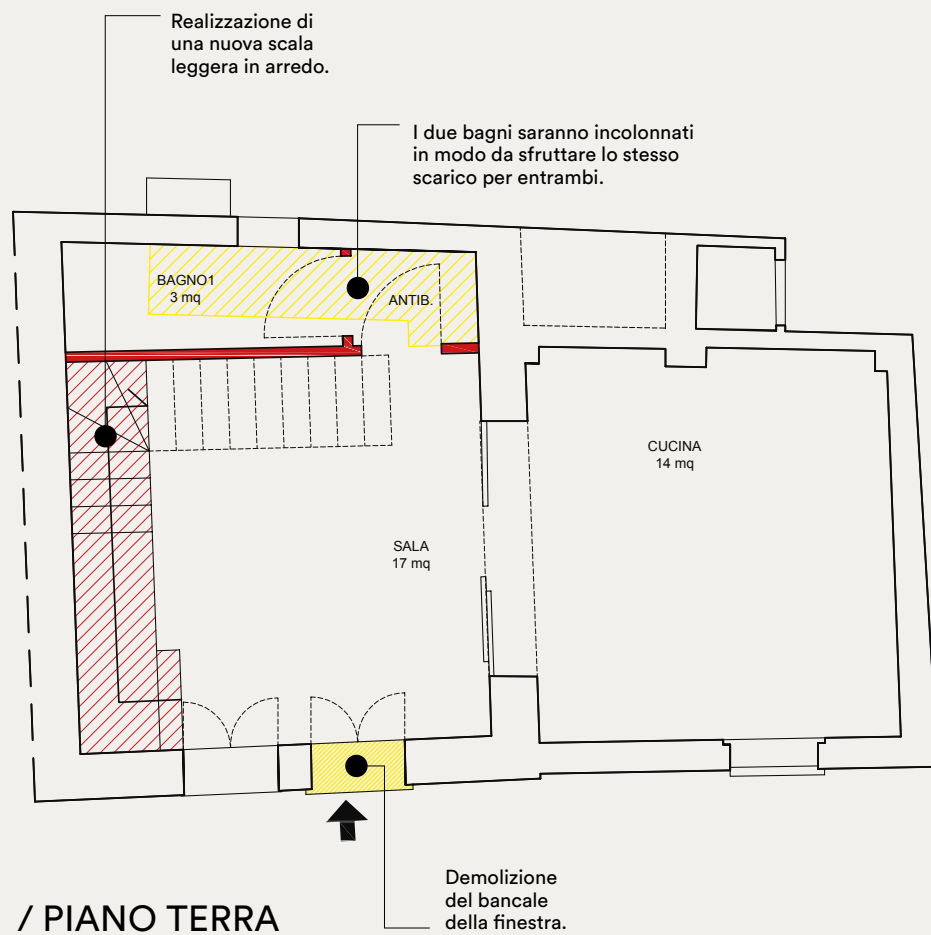 Realizzazione di
una nuova scala
leggera in arredo.
I due bagni saranno incolonnati
in modo da sfruttare lo stesso
scarico per entrambi.
BAGNO1
3 mq
ANTIB.
CUCINA
14 mq
SALA
17 mq
Demolizione
del bancale
della finestra.
/ PIANO TERRA